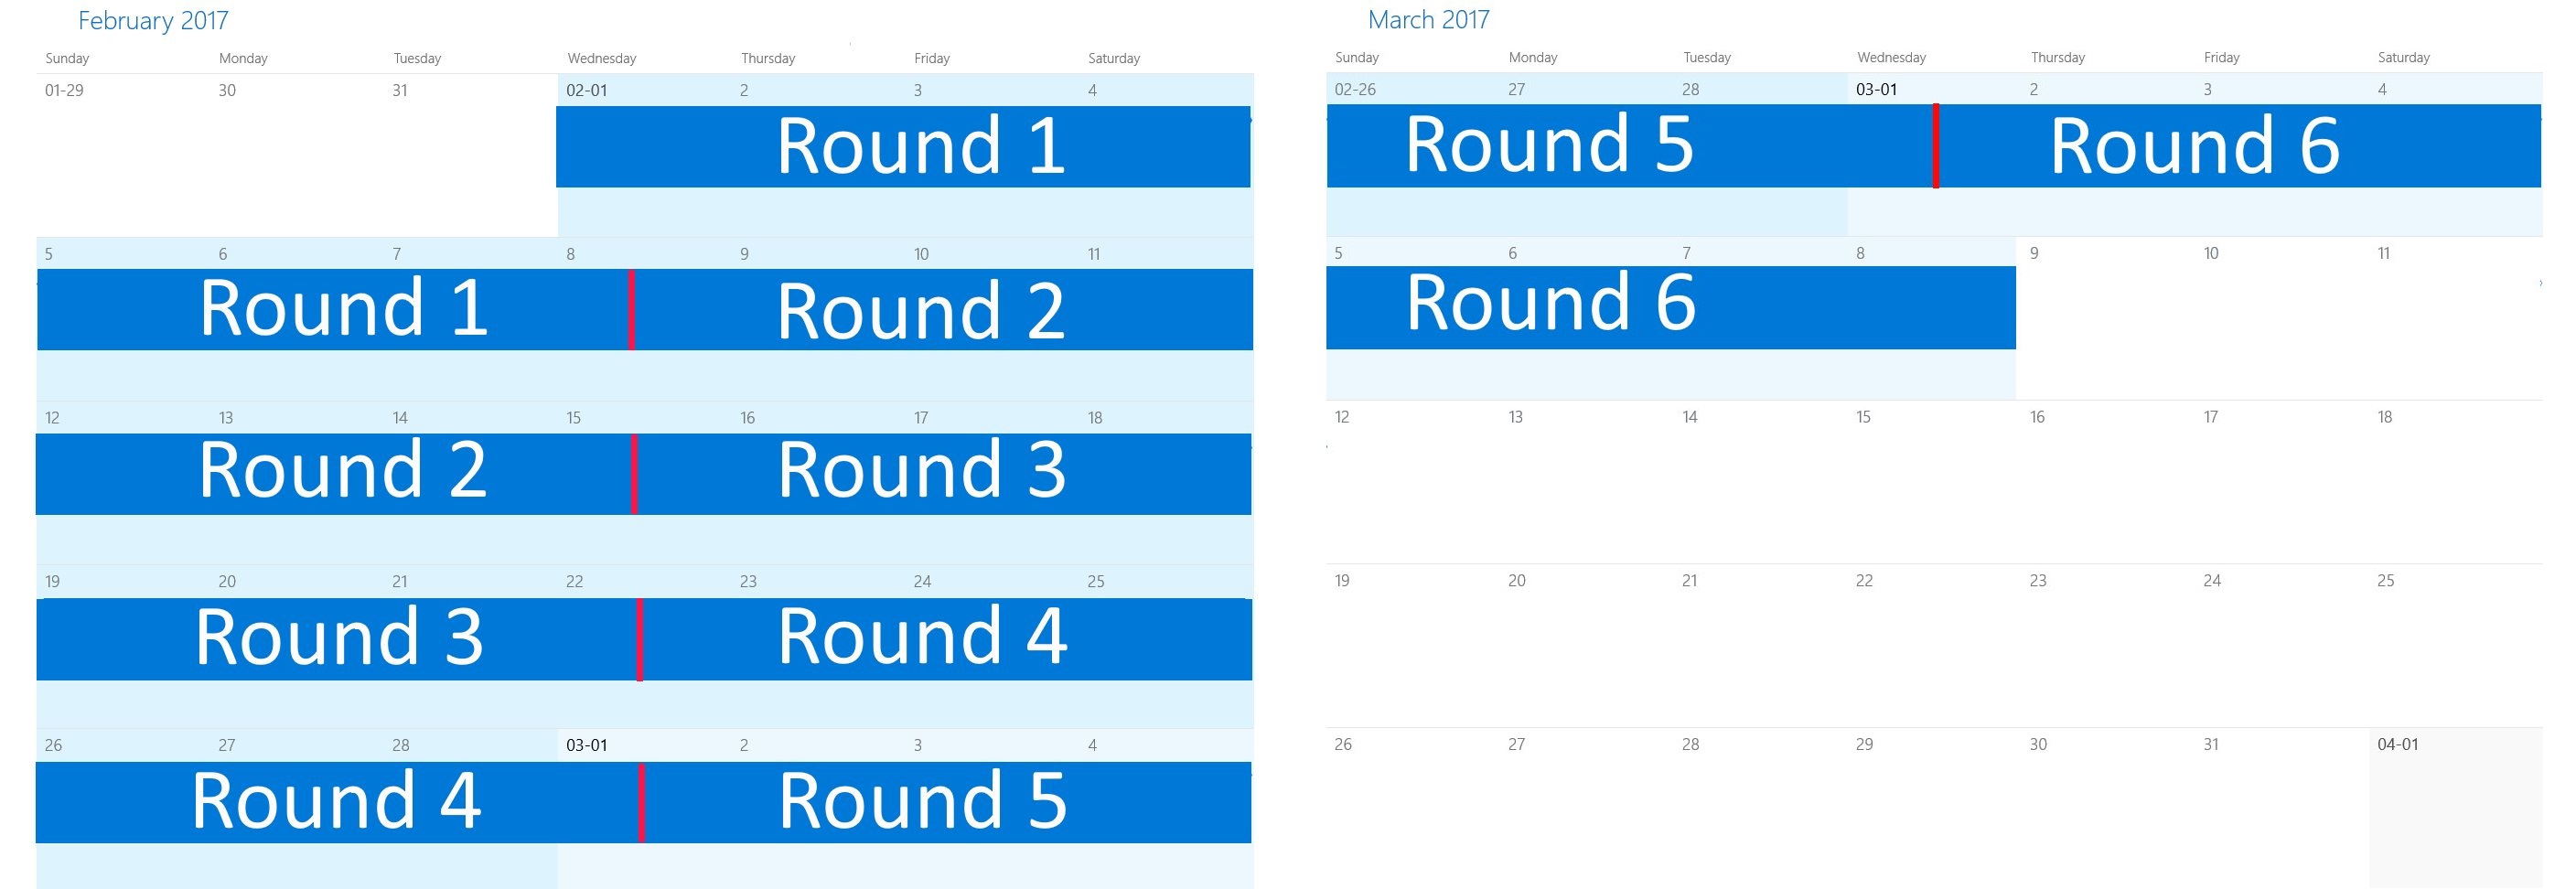 February 2017
Sunday Monday Tuesday Wednesday Thursday Friday Saturday
01-29 30 31 02-01 2 3 4
Round 1
5 6 7 8 9 10 11
Round 1 Round 2
12 13 14 15 16 17 18
Round 2 Round 3
19 20 21 22 23 24 25
Round 3 Round 4
26 27 28 03-01 2 3 4
Round 4 Round 5
March 2017
Sunday Monday Tuesday Wednesday Thursday Friday Saturday
02-26 27 28 03-01 2 3 4
Round 5 Round 6
5 6 7 8 9 10 11
Round 6
12 13 14 15 16 17 18
19 20 21 22 23 24 25
26 27 28 29 30 31 04-01